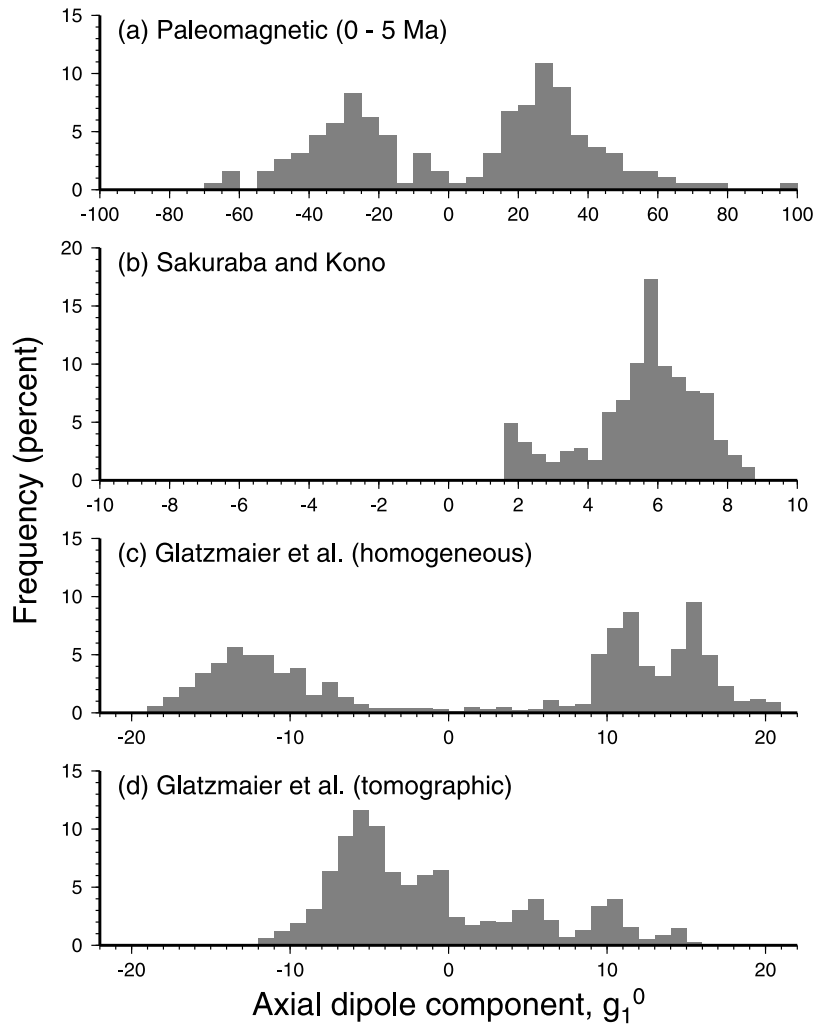 15
(a) Paleomagnetic (0 - 5 Ma)
10
5
0
-100 -80 -60 -40 -20 0 20 40 60 80 100
20
(b) Sakuraba and Kono
15
10
5
0
-10 -8 -6 -4 -2 0 2 4 6 8 10
Frequency (percent)
15
(c) Glatzmaier et al. (homogeneous)
10
5
0
-20 -10 0 10 20
15
(d) Glatzmaier et al. (tomographic)
10
5
0
-20 -10 0 10 20
Axial dipole component, g₁⁰